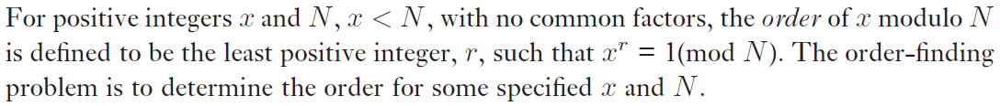 For positive integers x and N, x < N, with no common factors, the order of x modulo N
is defined to be the least positive integer, r, such that xʳ = 1(mod N). The order-finding
problem is to determine the order for some specified x and N.